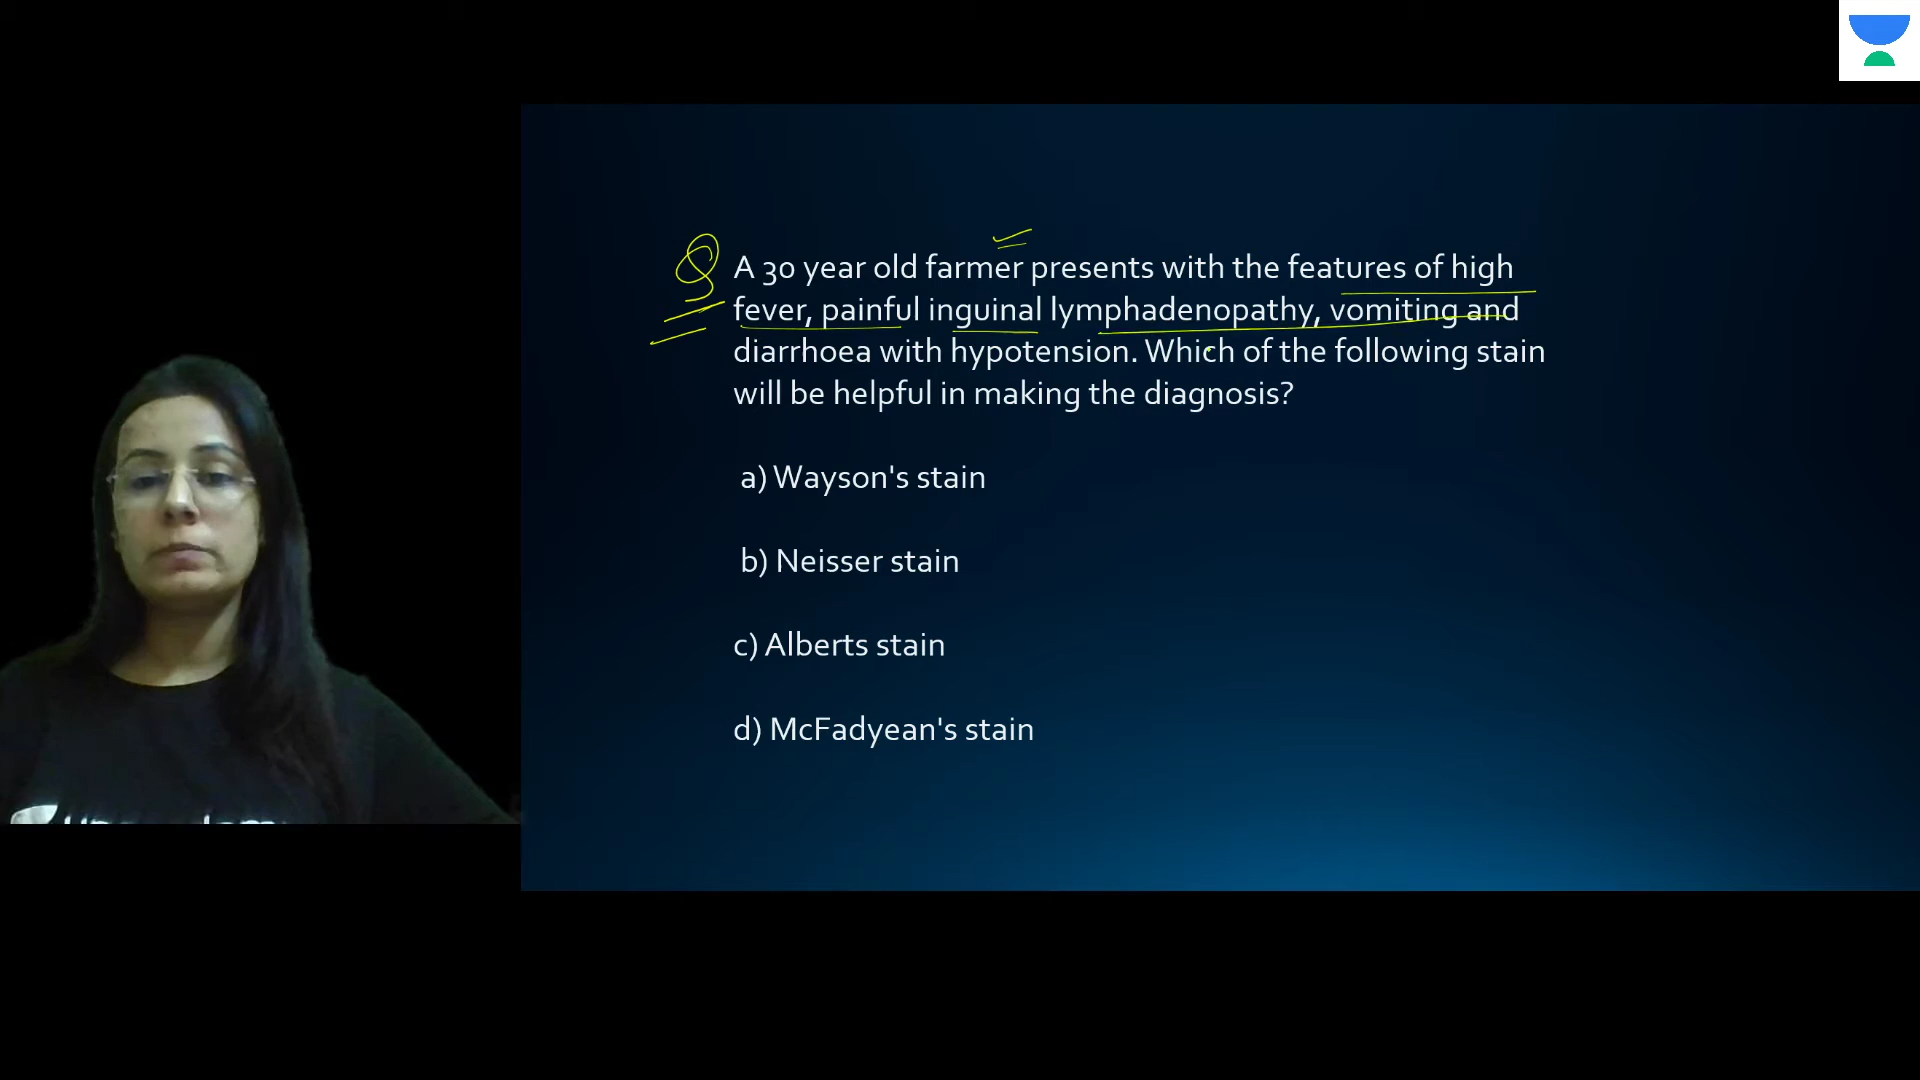 Q A 30 year old farmer presents with the features of high
fever, painful inguinal lymphadenopathy, vomiting and
diarrhoea with hypotension. Which of the following stain
will be helpful in making the diagnosis?
a) Wayson's stain
b) Neisser stain
c) Alberts stain
d) McFadyean's stain